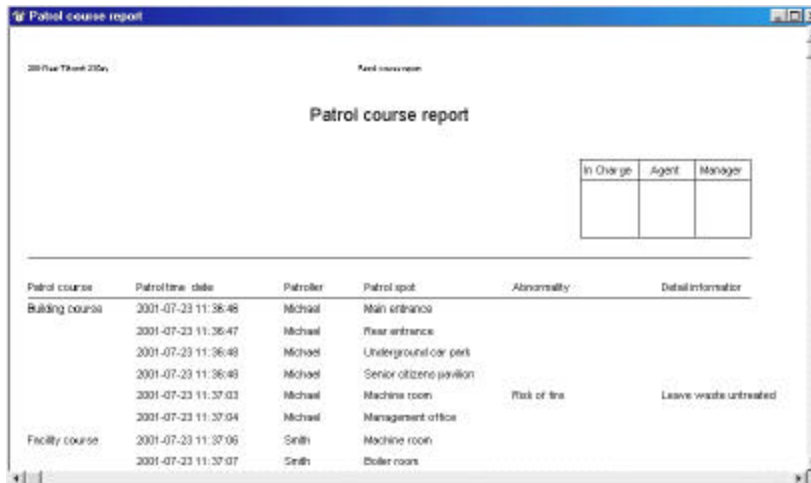 Patrol course report
Patrol course report
In Charge Agent Manager
Patrol course Patrol time date Patroller Patrol spot Abnormality Detail information
Building course 2001-07-23 11:36:46 Michael Main entrance
2001-07-23 11:36:47 Michael Rear entrance
2001-07-23 11:36:48 Michael Underground car park
2001-07-23 11:36:48 Michael Senior citizens pavilion
2001-07-23 11:37:03 Michael Machine room Risk of fire Leave waste untreated
2001-07-23 11:37:04 Michael Management office
Facility course 2001-07-23 11:37:06 Smith Machine room
2001-07-23 11:37:07 Smith Boiler room